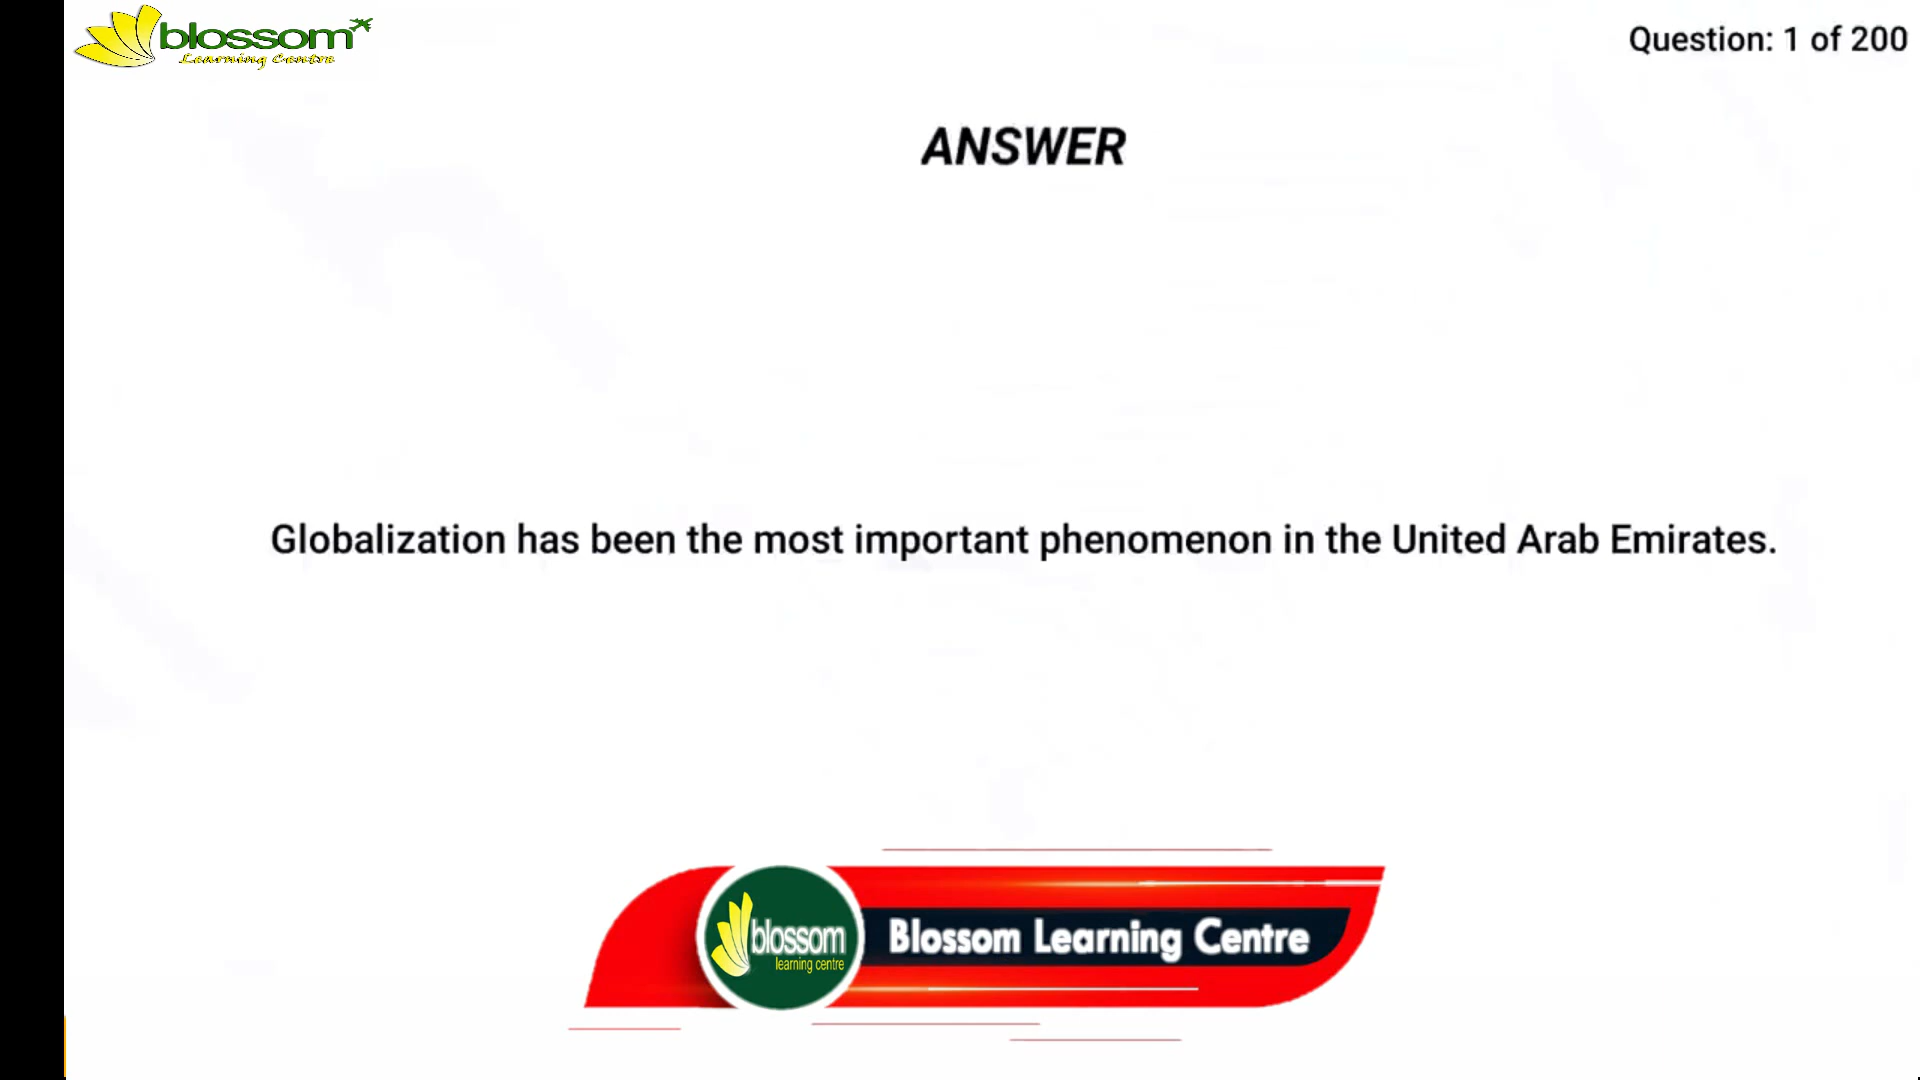 blossom
Learning Centre
Question: 1 of 200
ANSWER
Globalization has been the most important phenomenon in the United Arab Emirates.
blossom
learning centre
Blossom Learning Centre